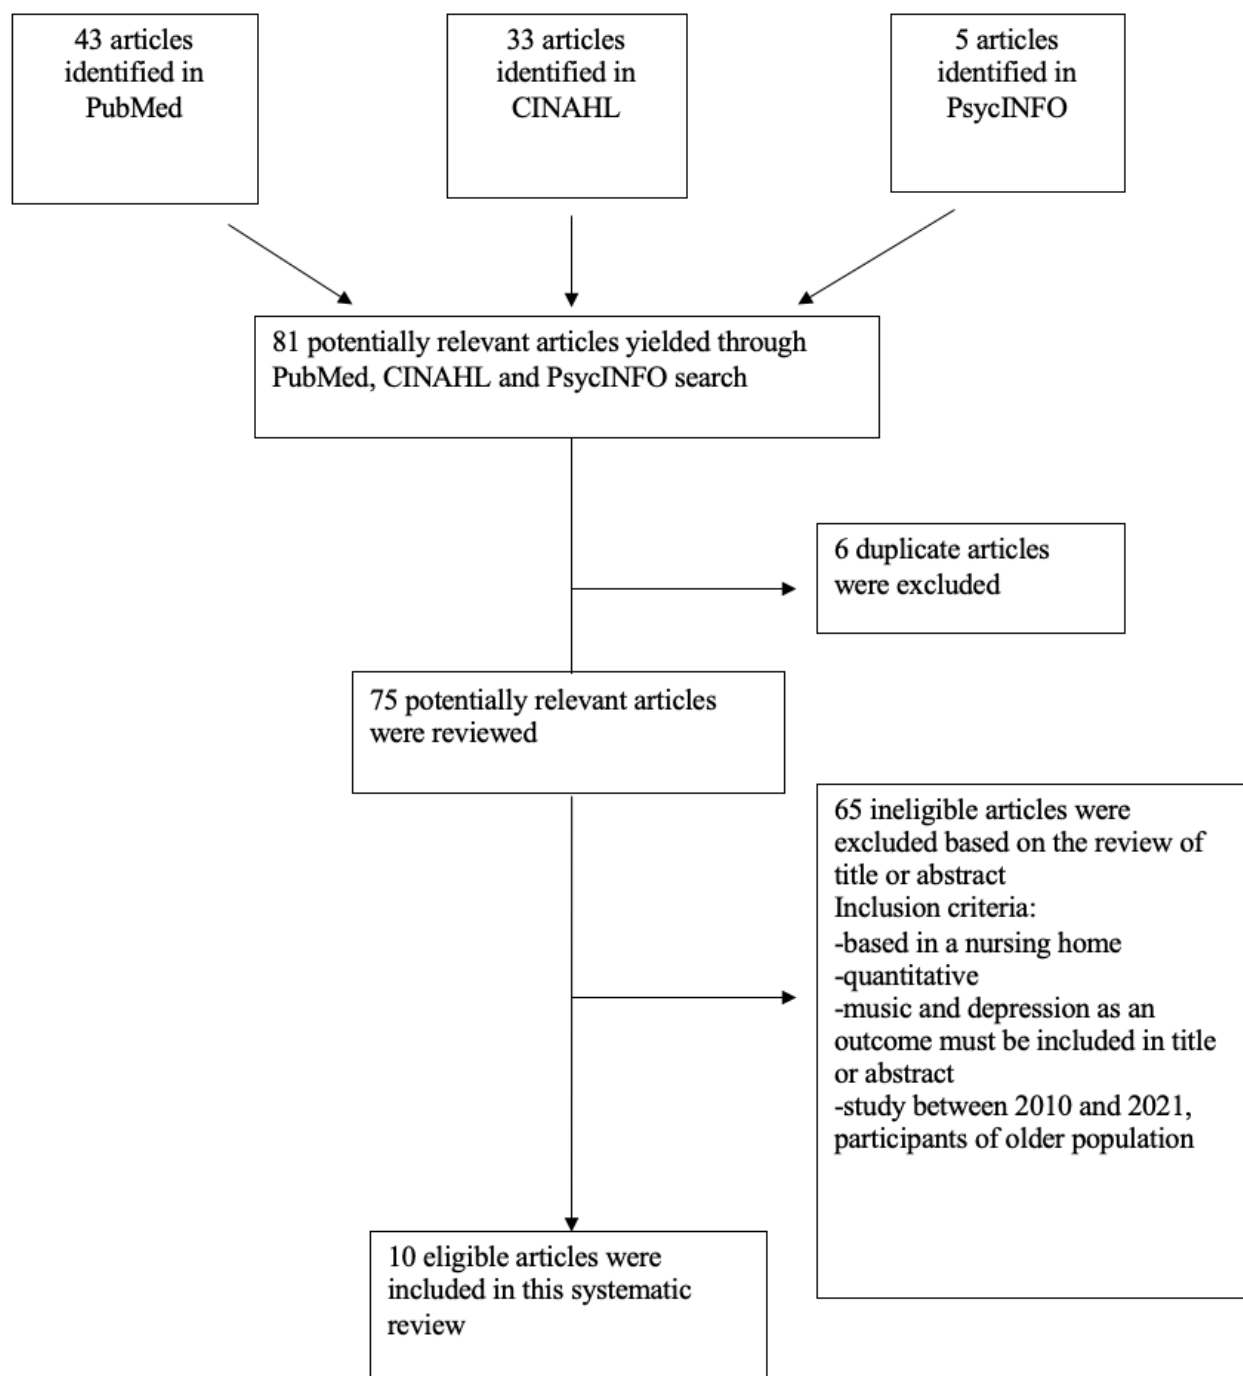 43 articles
identified in
PubMed
33 articles
identified in
CINAHL
5 articles
identified in
PsycINFO
81 potentially relevant articles yielded through
PubMed, CINAHL and PsycINFO search
6 duplicate articles
were excluded
75 potentially relevant articles
were reviewed
65 ineligible articles were
excluded based on the review of
title or abstract
Inclusion criteria:
-based in a nursing home
-quantitative
-music and depression as an
outcome must be included in title
or abstract
-study between 2010 and 2021,
participants of older population
10 eligible articles were
included in this systematic
review